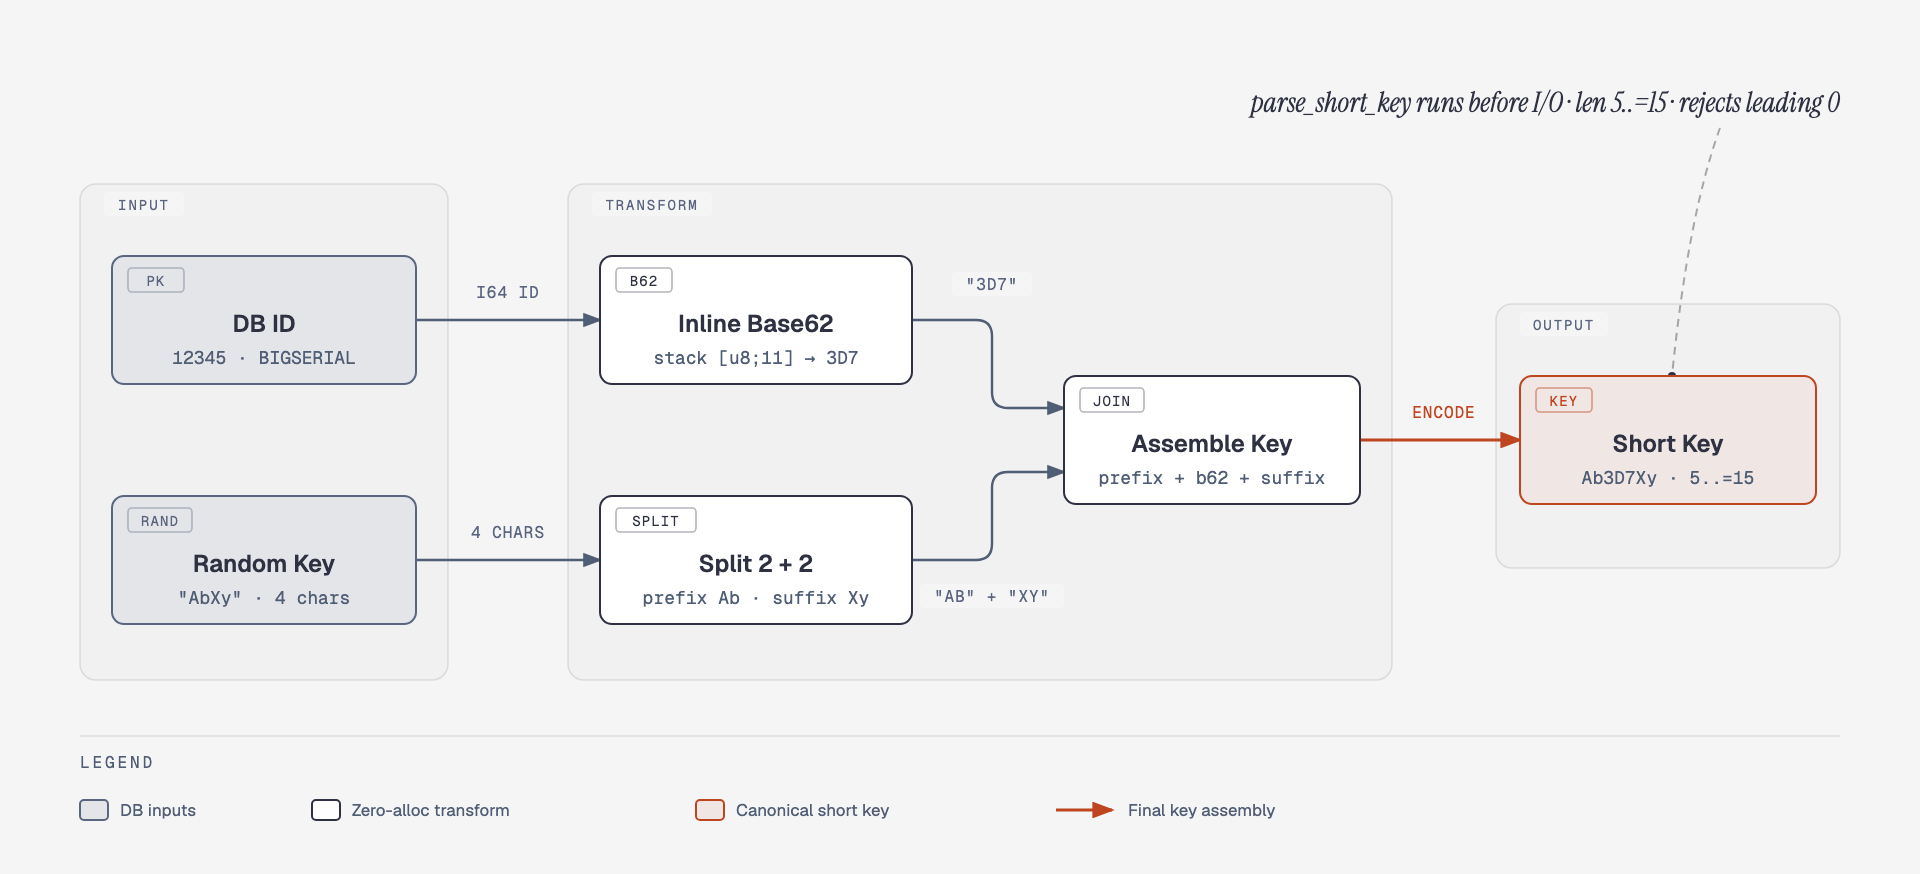 parse_short_key runs before I/O · len 5..=15 · rejects leading 0
INPUT
PK
DB ID
12345 · BIGSERIAL
RAND
Random Key
"AbXy" · 4 chars
I64 ID
4 CHARS
TRANSFORM
B62
Inline Base62
stack [u8;11] → 3D7
SPLIT
Split 2 + 2
prefix Ab · suffix Xy
"3D7"
"AB" + "XY"
JOIN
Assemble Key
prefix + b62 + suffix
ENCODE
OUTPUT
KEY
Short Key
Ab3D7Xy · 5..=15
LEGEND
DB inputs
Zero-alloc transform
Canonical short key
Final key assembly